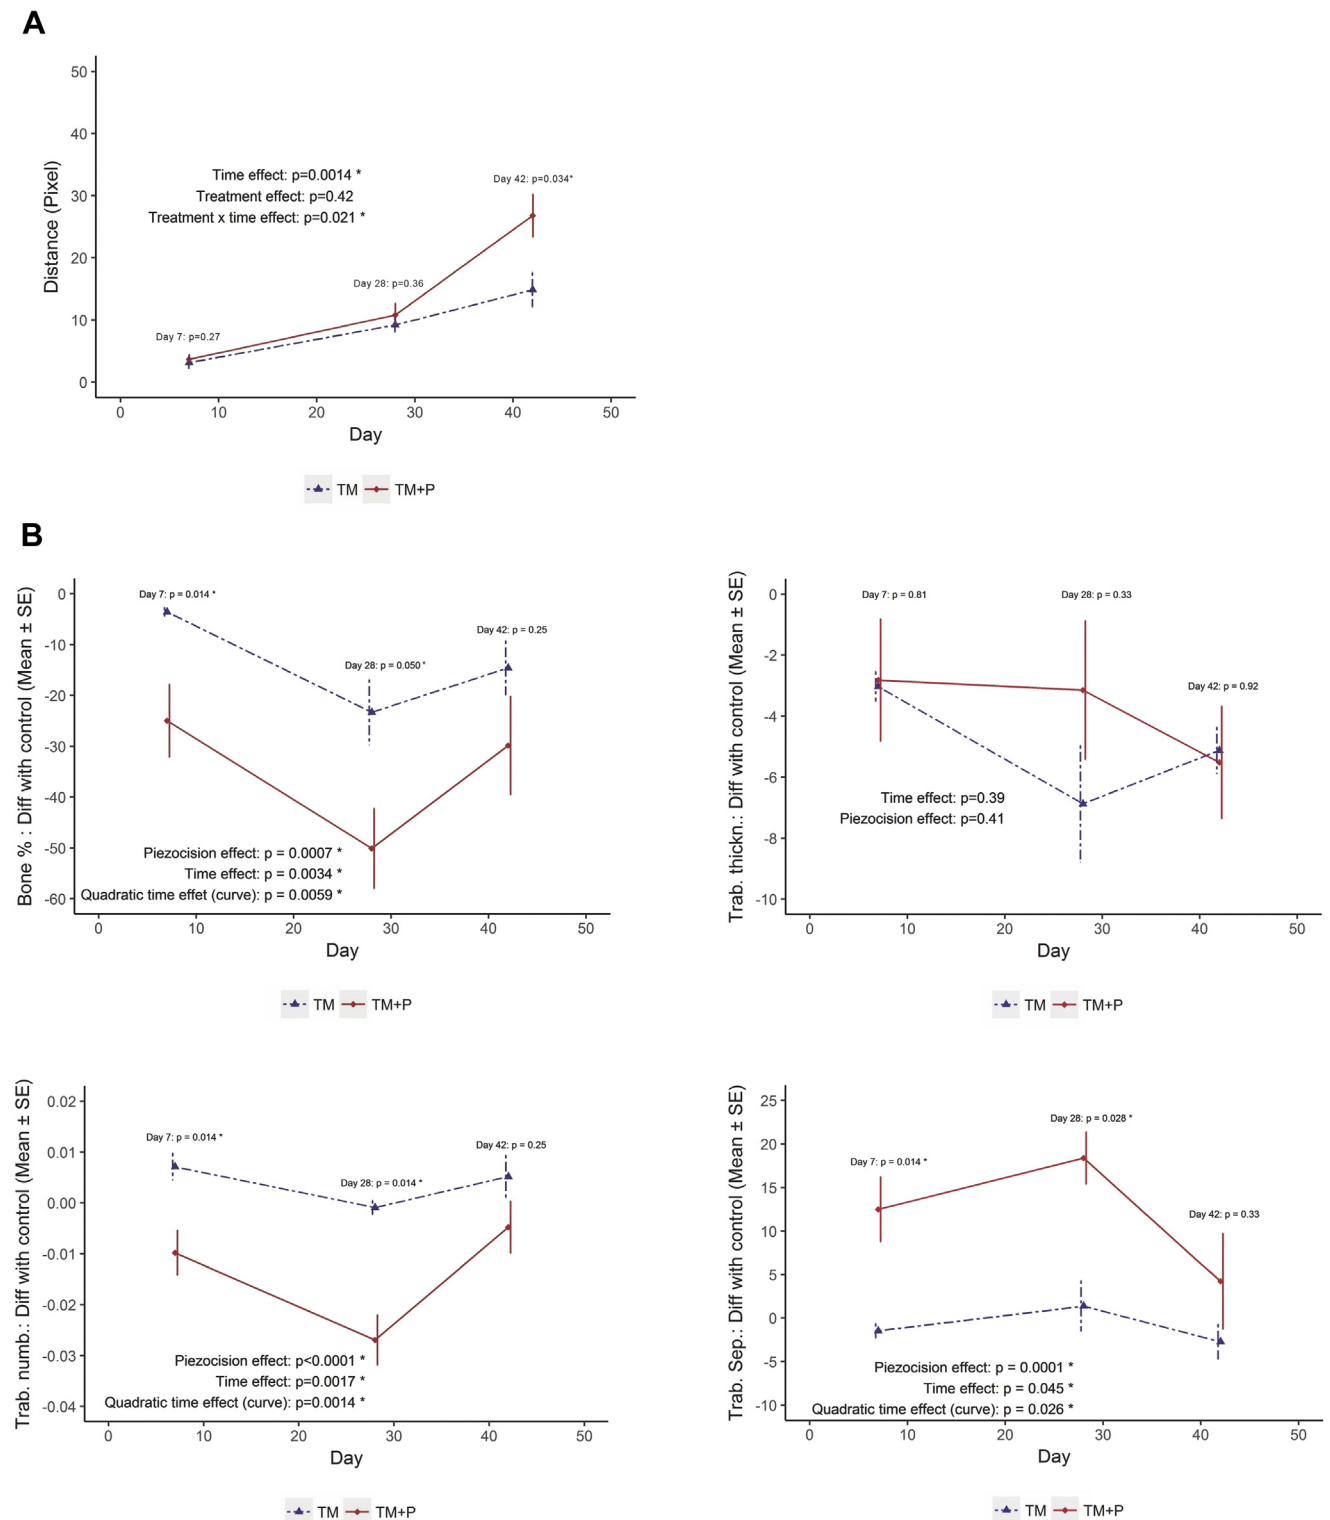 A
50
40
30
20
10
0
Distance (Pixel)
Time effect: p=0.0014 *
Treatment effect: p=0.42
Treatment x time effect: p=0.021 *
Day 7: p=0.27
Day 28: p=0.36
Day 42: p=0.034*
0 10 20 30 40 50
Day
TM TM+P
B
0
-10
-20
-30
-40
-50
-60
Bone % : Diff with control (Mean ± SE)
Day 7: p = 0.014 *
Day 28: p = 0.050 *
Day 42: p = 0.25
Piezocision effect: p = 0.0007 *
Time effect: p = 0.0034 *
Quadratic time effet (curve): p = 0.0059 *
0 10 20 30 40 50
Day
TM TM+P
0
-2
-4
-6
-8
-10
Trab. thickn.: Diff with control (Mean ± SE)
Day 7: p = 0.81
Day 28: p = 0.33
Day 42: p = 0.92
Time effect: p=0.39
Piezocision effect: p=0.41
0 10 20 30 40 50
Day
TM TM+P
0.02
0.01
0.00
-0.01
-0.02
-0.03
-0.04
Trab. numb.: Diff with control (Mean ± SE)
Day 7: p = 0.014 *
Day 28: p = 0.014 *
Day 42: p = 0.25
Piezocision effect: p<0.0001 *
Time effect: p=0.0017 *
Quadratic time effect (curve): p=0.0014 *
0 10 20 30 40 50
Day
TM TM+P
25
20
15
10
5
0
-5
-10
Trab. Sep.: Diff with control (Mean ± SE)
Day 7: p = 0.014 *
Day 28: p = 0.028 *
Day 42: p = 0.33
Piezocision effect: p = 0.0001 *
Time effect: p = 0.045 *
Quadratic time effect (curve): p = 0.026 *
0 10 20 30 40 50
Day
TM TM+P